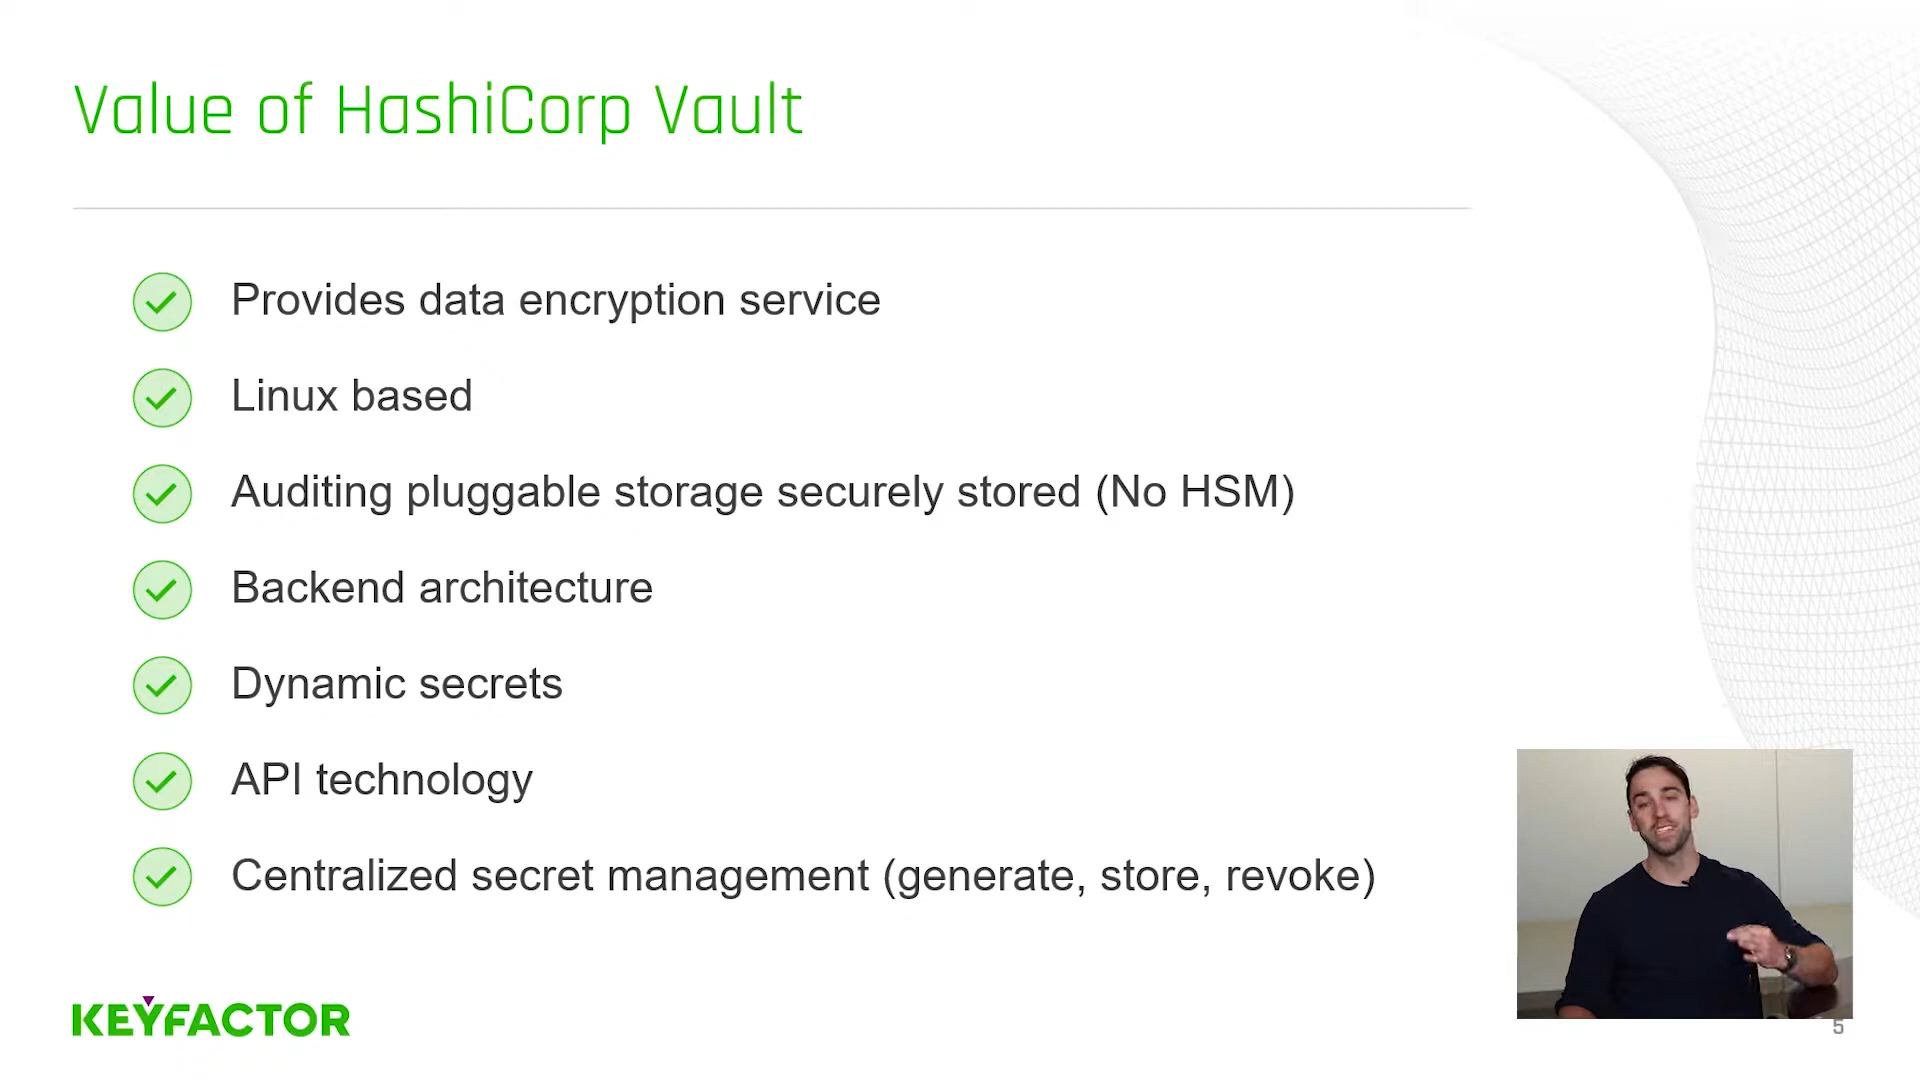 Value of HashiCorp Vault
Provides data encryption service
Linux based
Auditing pluggable storage securely stored (No HSM)
Backend architecture
Dynamic secrets
API technology
Centralized secret management (generate, store, revoke)
KEYFACTOR
5